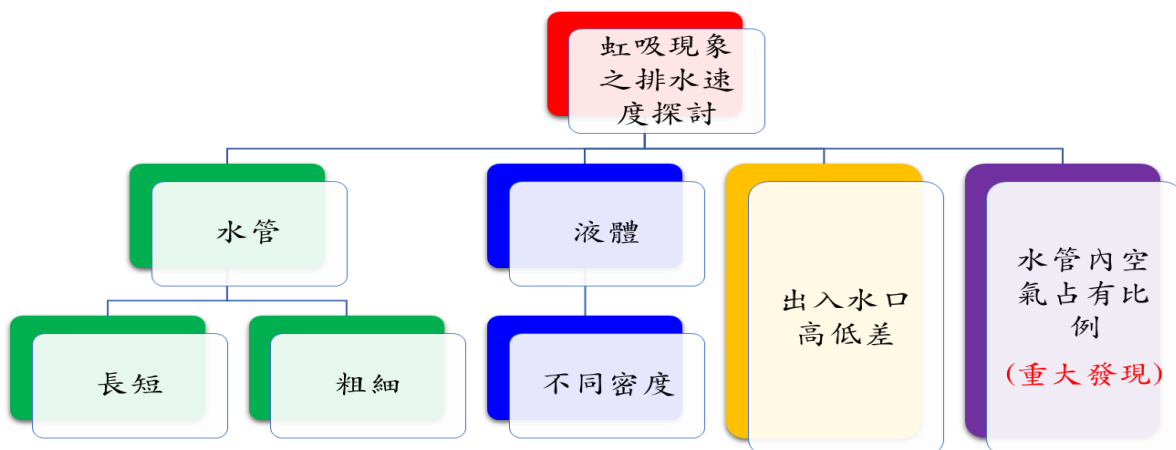 虹吸現象
之排水速
度探討
水管
液體
出入水口
高低差
水管內空
氣占有比
例
(重大發現)
長短
粗細
不同密度